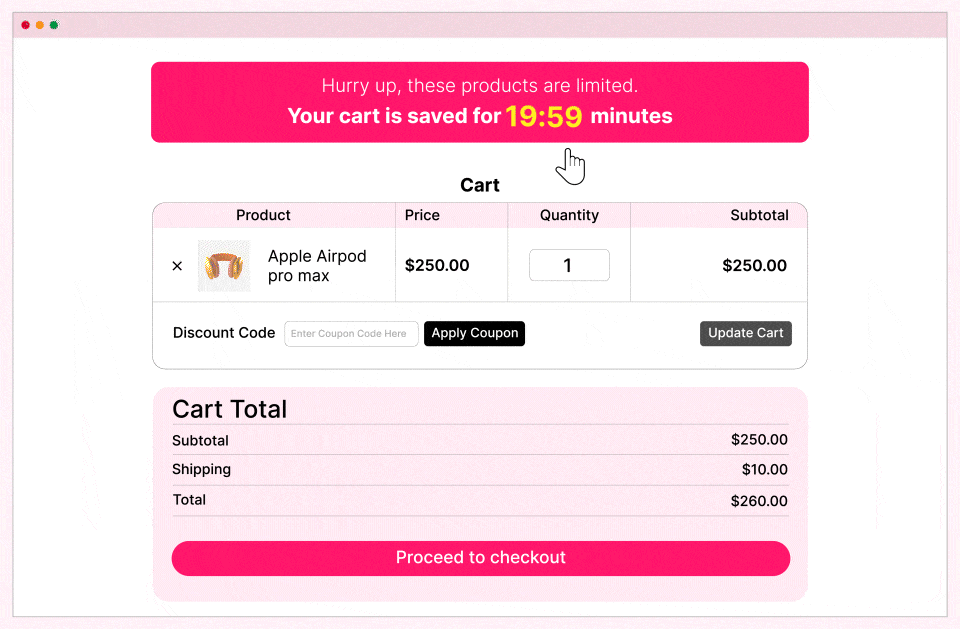 Hurry up, these products are limited.
Your cart is saved for 19:59 minutes
Cart
Product Price Quantity Subtotal
× Apple Airpod
pro max
$250.00 1 $250.00
Discount Code Enter Coupon Code Here Apply Coupon Update Cart
Cart Total
Subtotal $250.00
Shipping $10.00
Total $260.00
Proceed to checkout